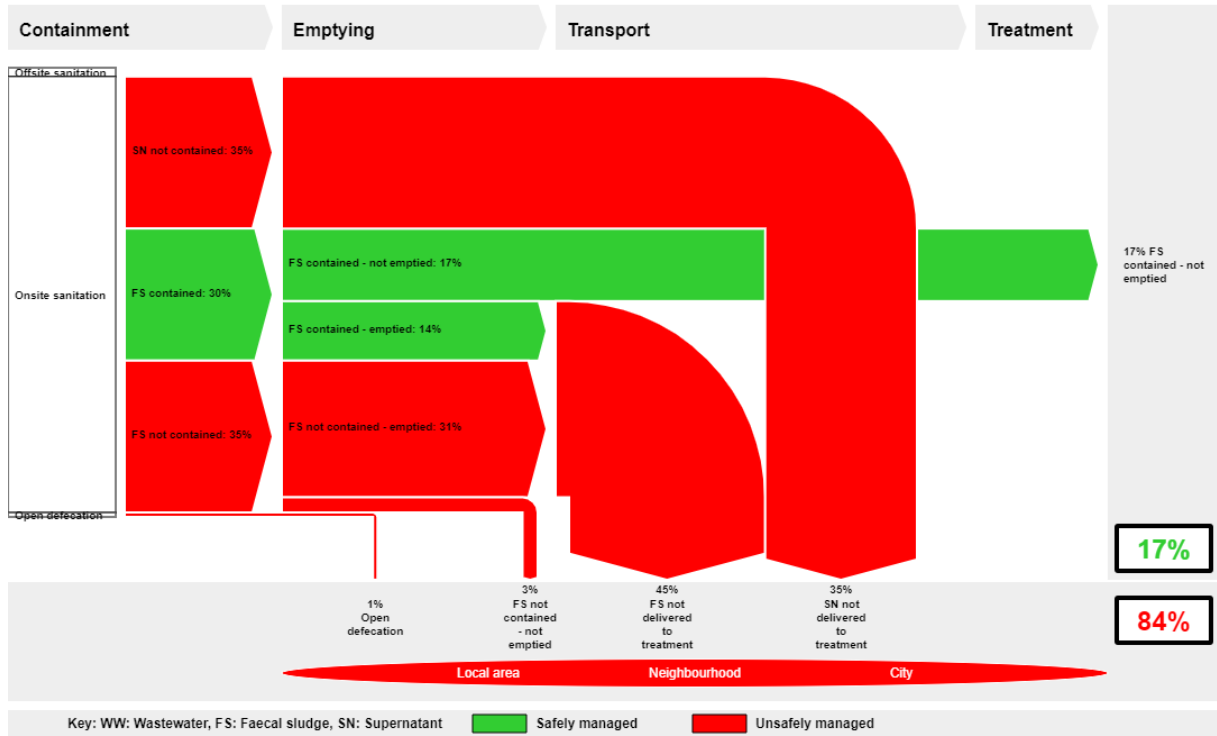 Containment
Emptying
Transport
Treatment
Offsite sanitation
SN not contained: 35%
FS contained - not emptied: 17%
17% FS
contained - not
emptied
Onsite sanitation
FS contained: 30%
FS contained - emptied: 14%
FS not contained: 35%
FS not contained - emptied: 31%
Open defecation
17%
1%
Open
defecation
3%
FS not
contained
- not
emptied
45%
FS not
delivered
to
treatment
35%
SN not
delivered
to
treatment
84%
Local area
Neighbourhood
City
Key: WW: Wastewater, FS: Faecal sludge, SN: Supernatant
Safely managed
Unsafely managed